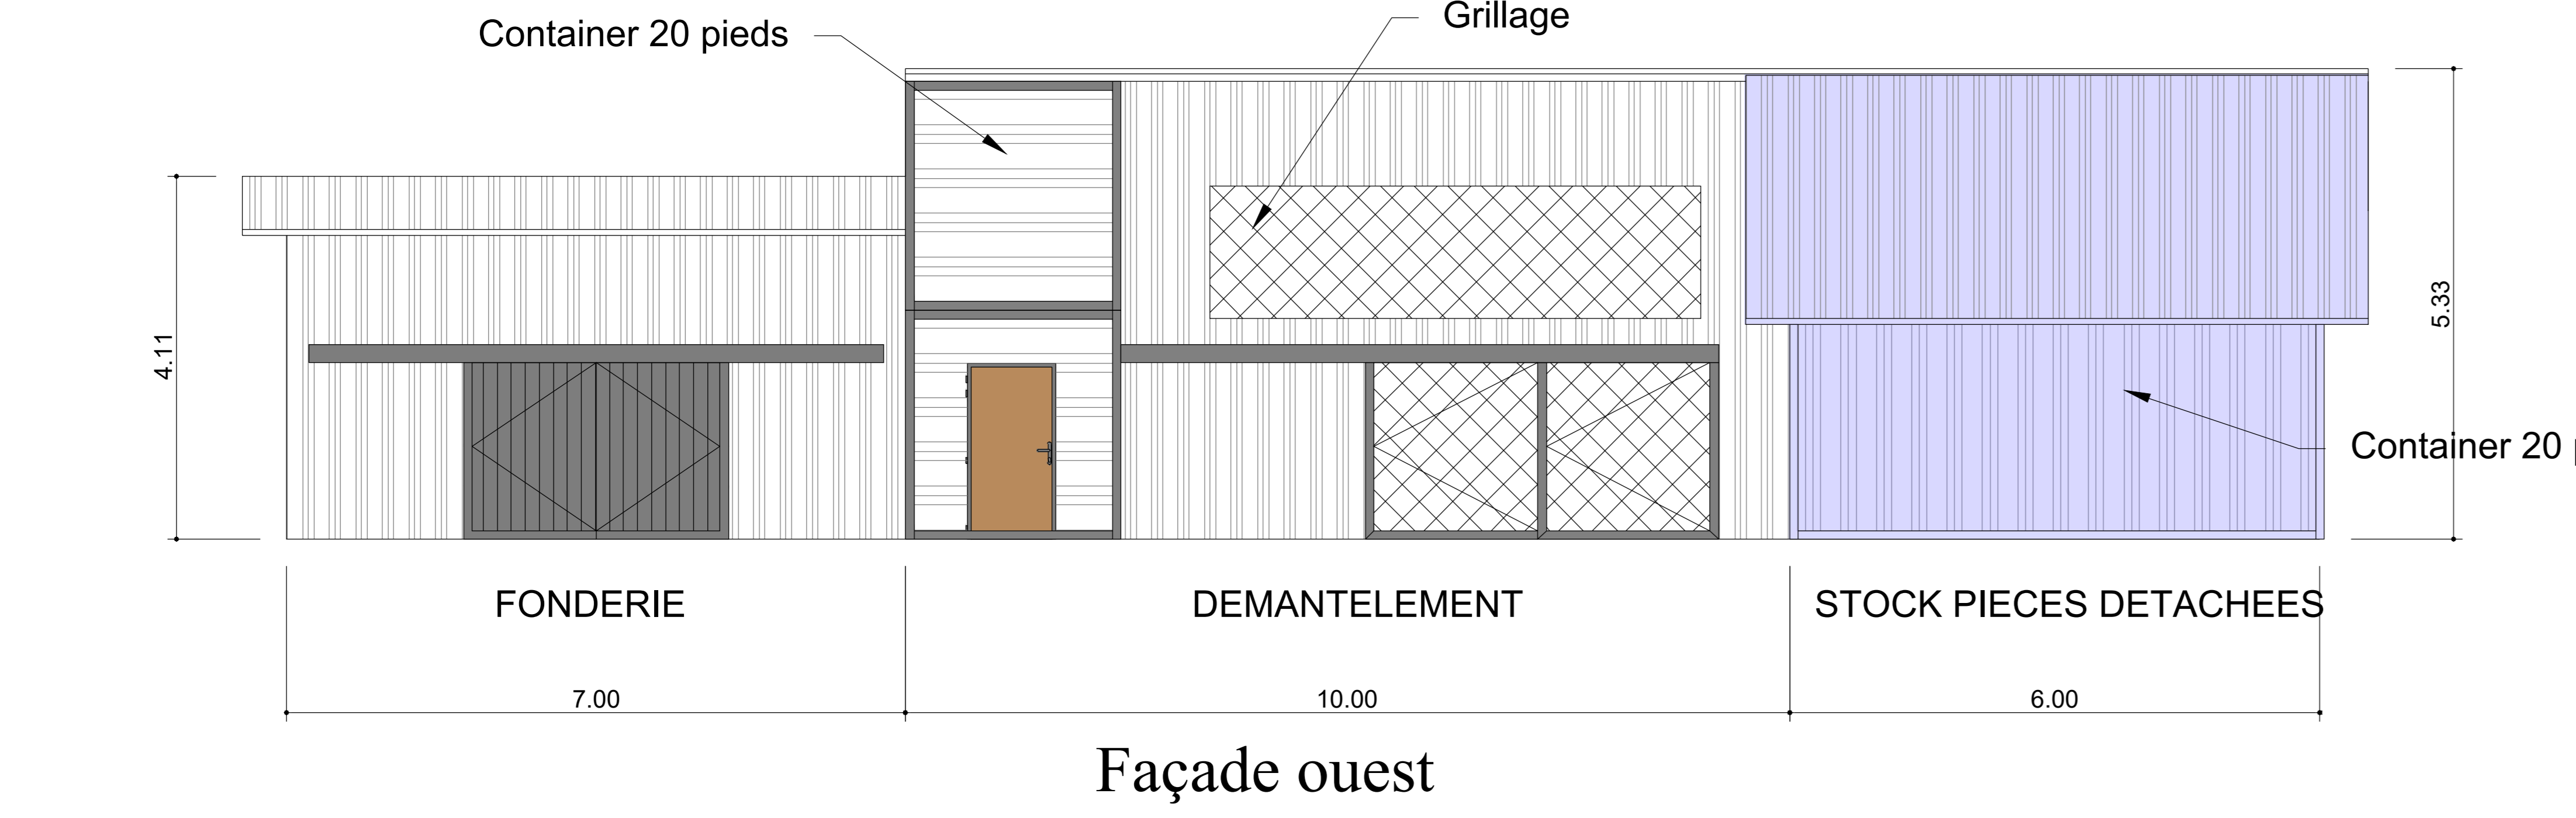 Grillage
Container 20 pieds
4.11
5.33
Container 20
FONDERIE
DEMANTELEMENT
STOCK PIECES DETACHEES
7.00
10.00
6.00
Façade ouest